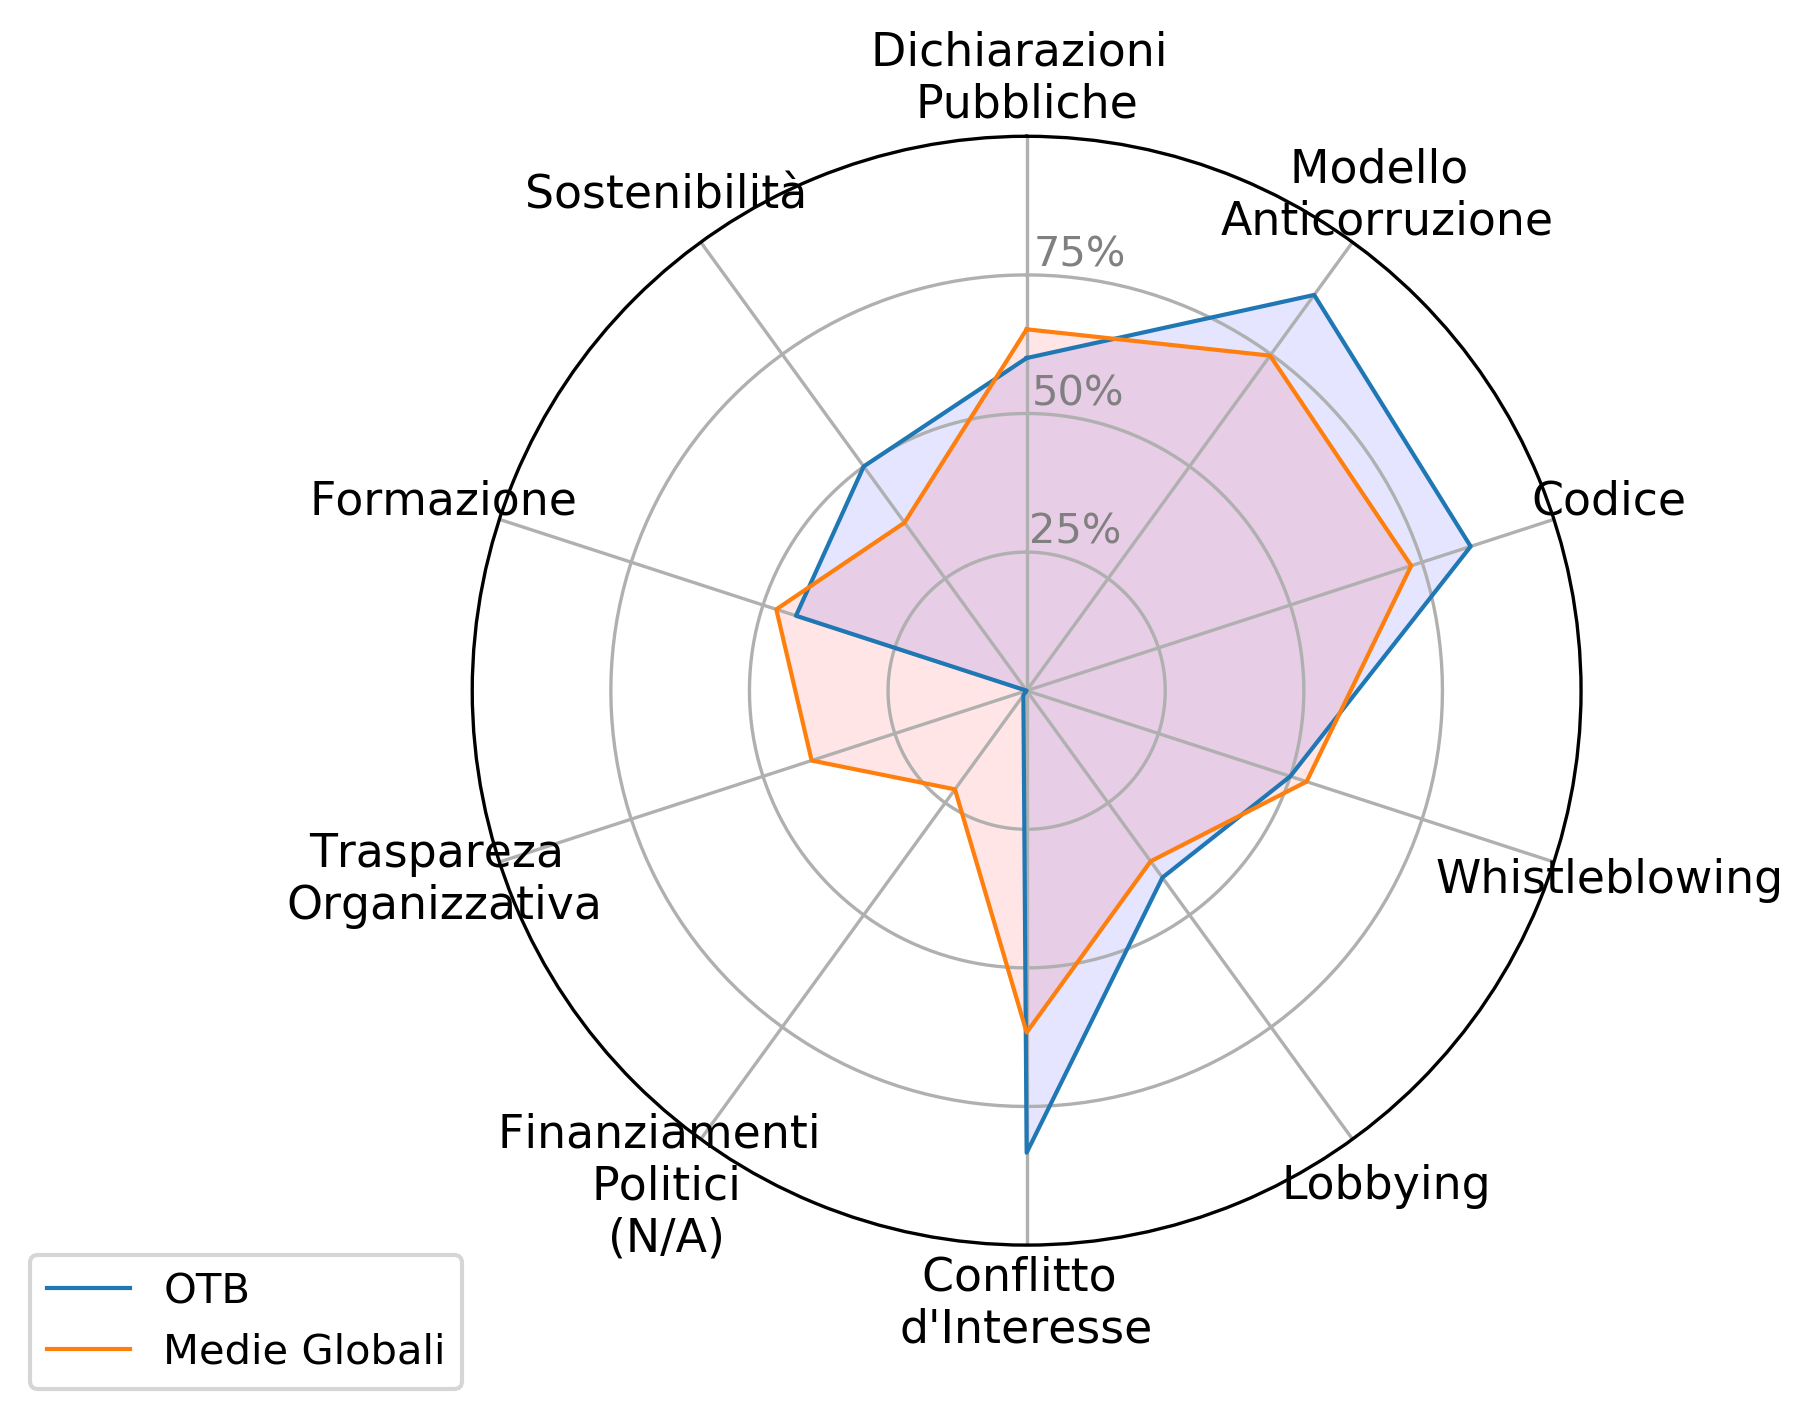 Dichiarazioni
Pubbliche
Modello
Anticorruzione
Sostenibilità
75%
50%
25%
Formazione
Codice
Traspareza
Organizzativa
Whistleblowing
Finanziamenti
Politici
(N/A)
Lobbying
Conflitto
d'Interesse
OTB
Medie Globali